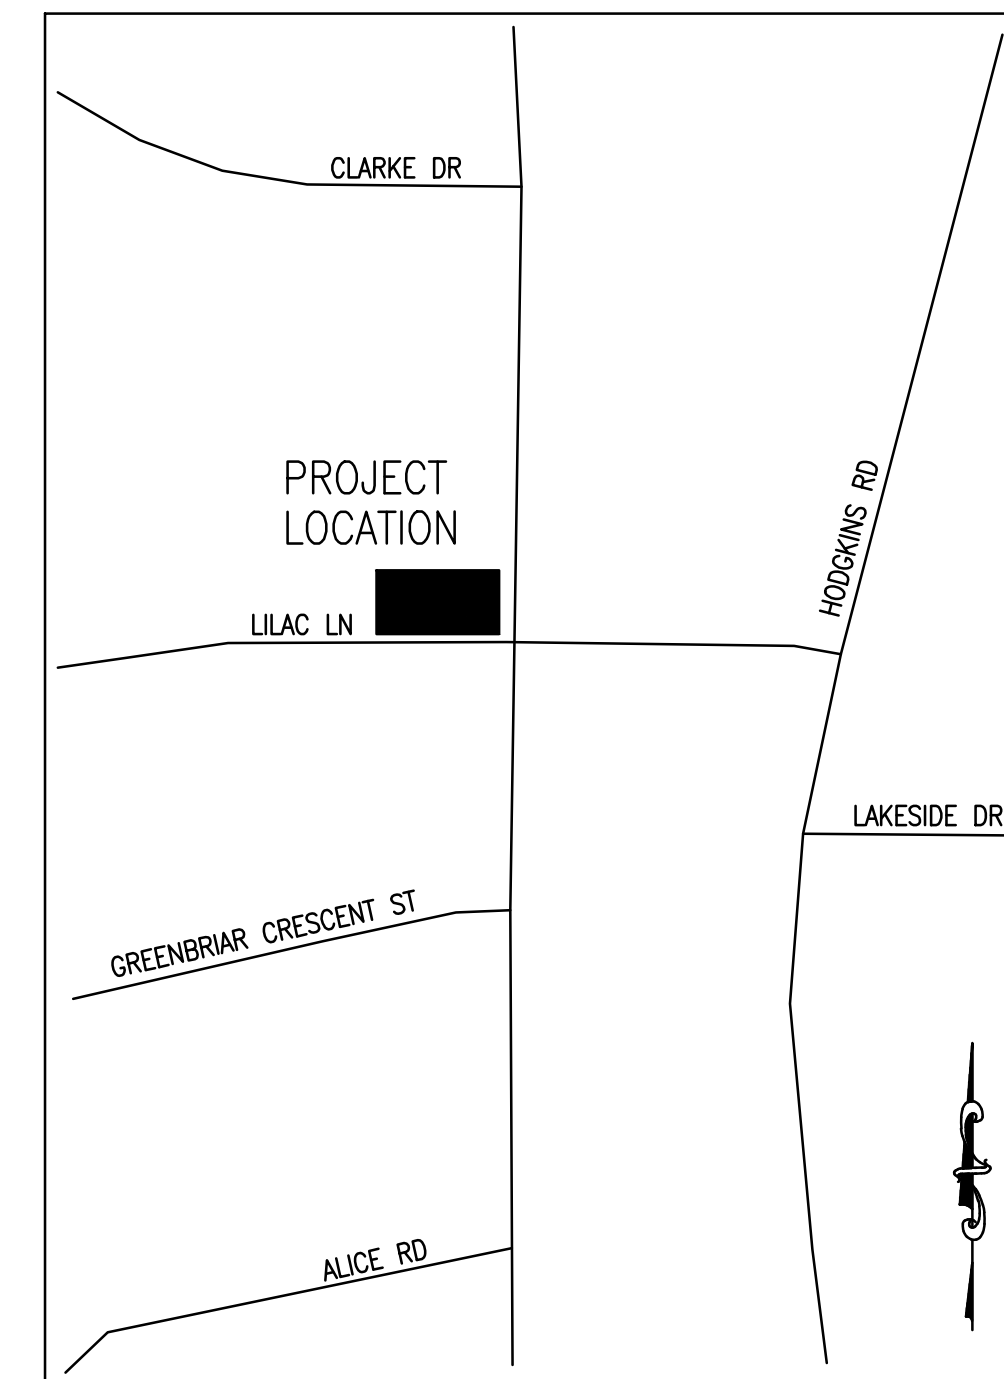 CLARKE DR
PROJECT
LOCATION
HODGKINS RD
LILAC LN
LAKESIDE DR
GREENBRIAR CRESCENT ST
ALICE RD